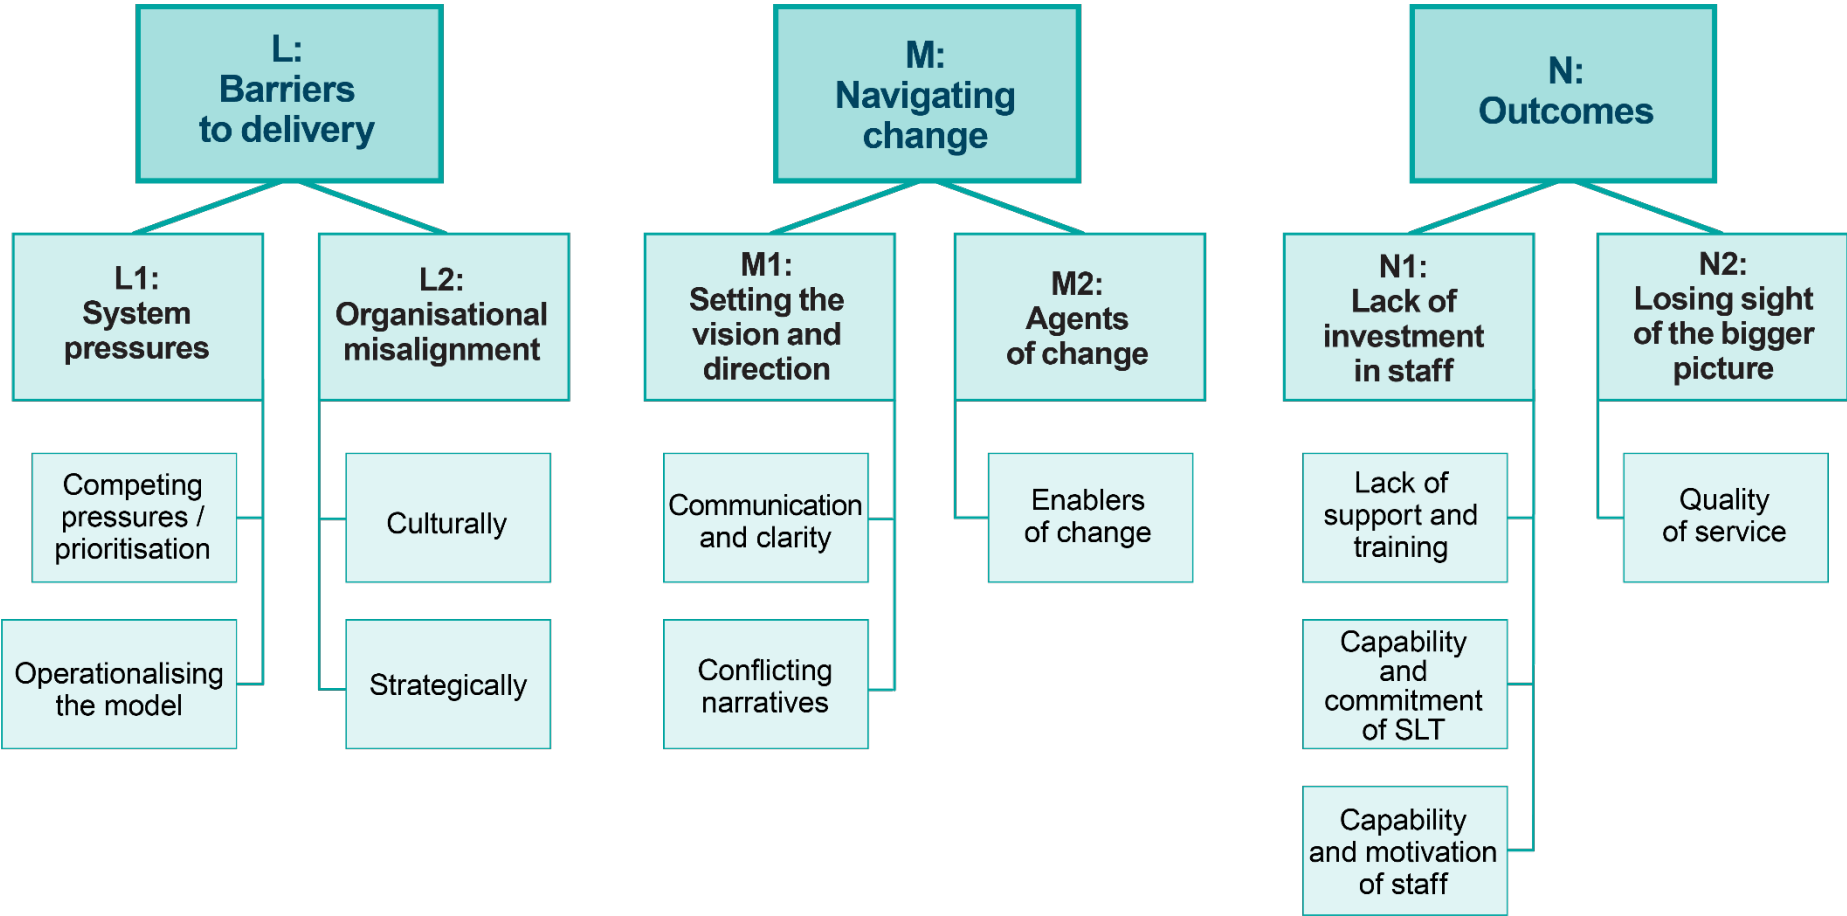 L:
Barriers
to delivery
M:
Navigating
change
N:
Outcomes
L1:
System
pressures
L2:
Organisational
misalignment
M1:
Setting the
vision and
direction
M2:
Agents
of change
N1:
Lack of
investment
in staff
N2:
Losing sight
of the bigger
picture
Competing
pressures /
prioritisation
Culturally
Communication
and clarity
Enablers
of change
Lack of
support and
training
Quality
of service
Operationalising
the model
Strategically
Conflicting
narratives
Capability
and
commitment
of SLT
Capability
and motivation
of staff